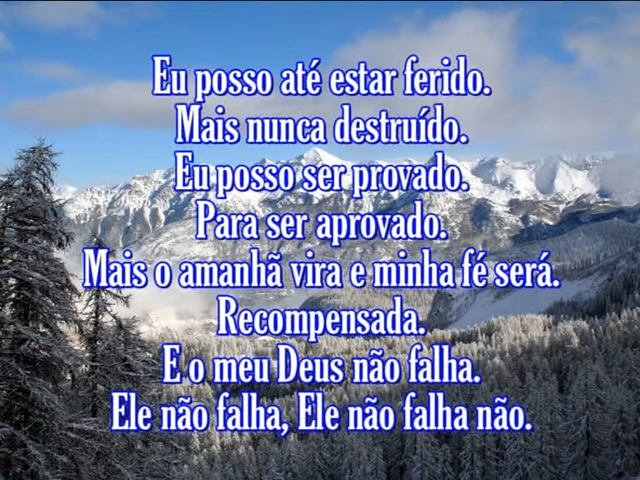 Eu posso até estar ferido.
Mais nunca destruído.
Eu posso ser provado.
Para ser aprovado.
Mais o amanhã vira e minha fé será.
Recompensada.
E o meu Deus não falha.
Ele não falha, Ele não falha não.